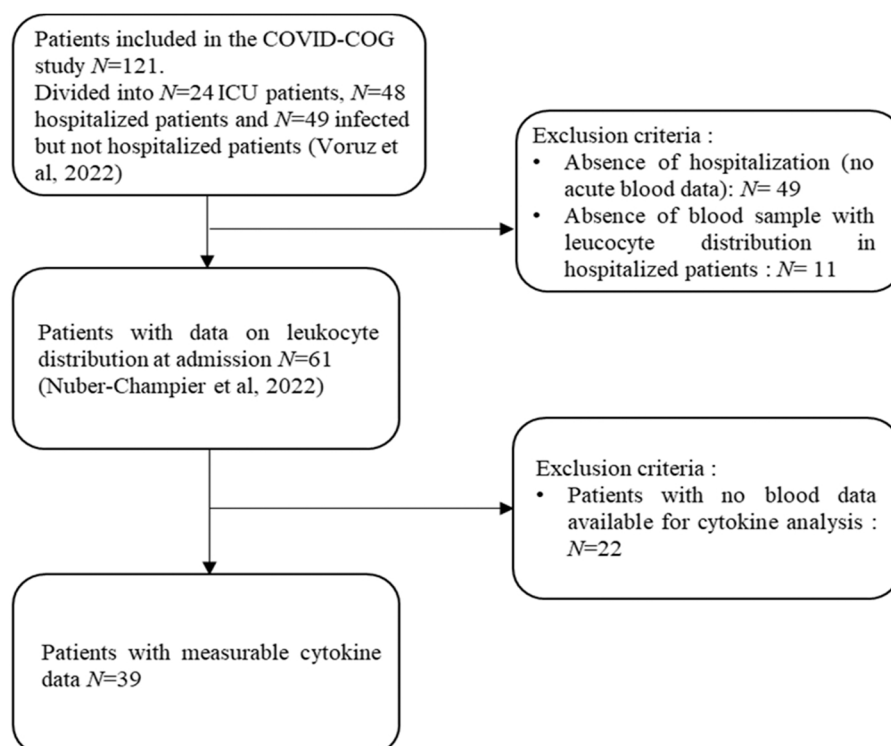 Patients included in the COVID-COG
study N=121.
Divided into N=24 ICU patients, N=48
hospitalized patients and N=49 infected
but not hospitalized patients (Voruz et
al, 2022)
Exclusion criteria :
• Absence of hospitalization (no
acute blood data): N= 49
• Absence of blood sample with
leucocyte distribution in
hospitalized patients : N= 11
Patients with data on leukocyte
distribution at admission N=61
(Nuber-Champier et al, 2022)
Exclusion criteria :
• Patients with no blood data
available for cytokine analysis :
N=22
Patients with measurable cytokine
data N=39